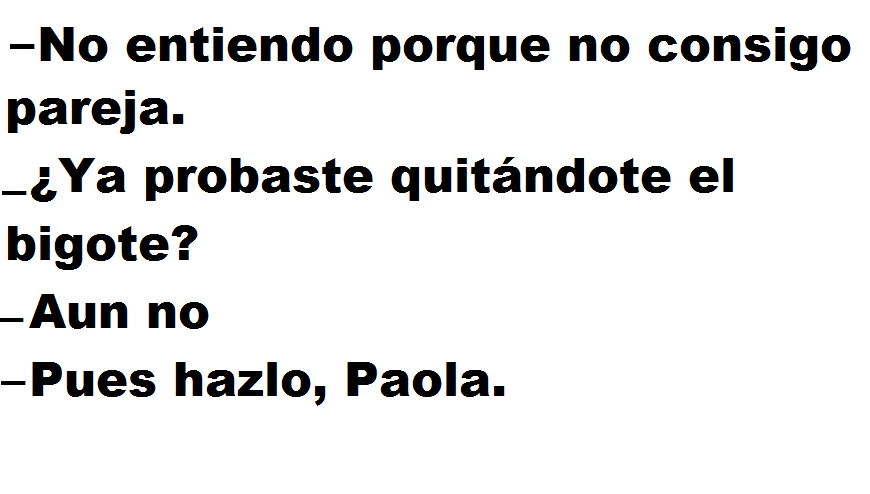 –No entiendo porque no consigo
pareja.
_¿Ya probaste quitándote el
bigote?
–Aun no
–Pues hazlo, Paola.